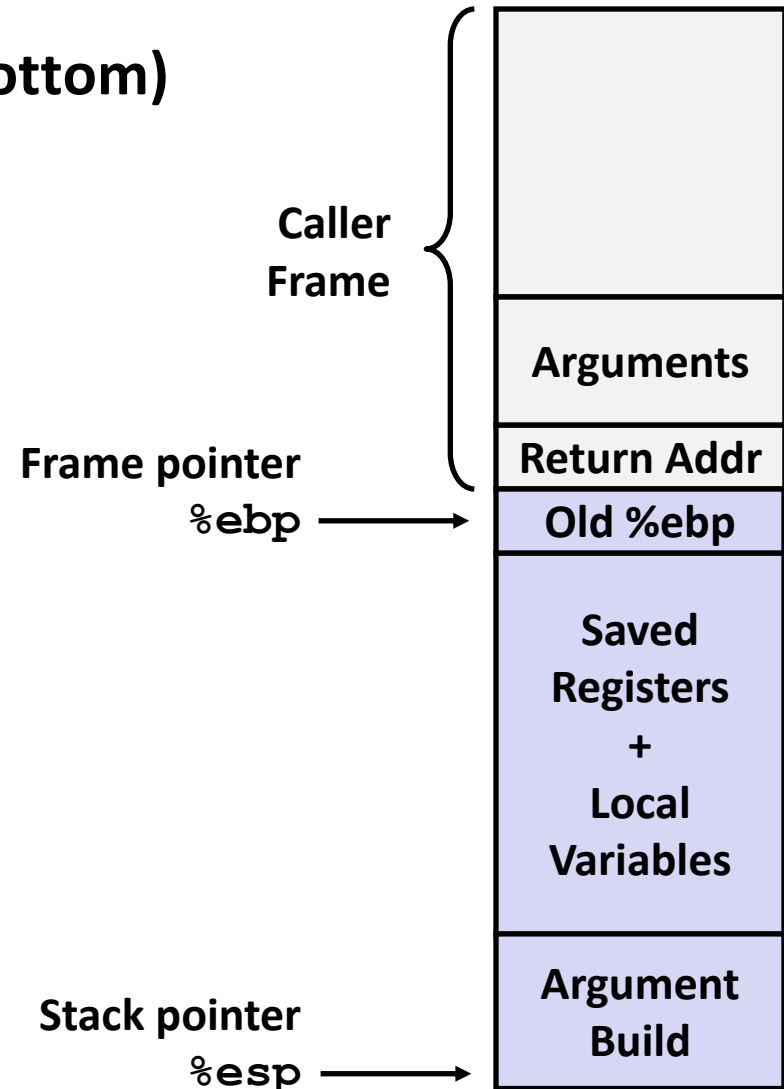 ottom)
Caller
Frame
Arguments
Return Addr
Frame pointer
%ebp
Old %ebp
Saved
Registers
+
Local
Variables
Argument
Build
Stack pointer
%esp